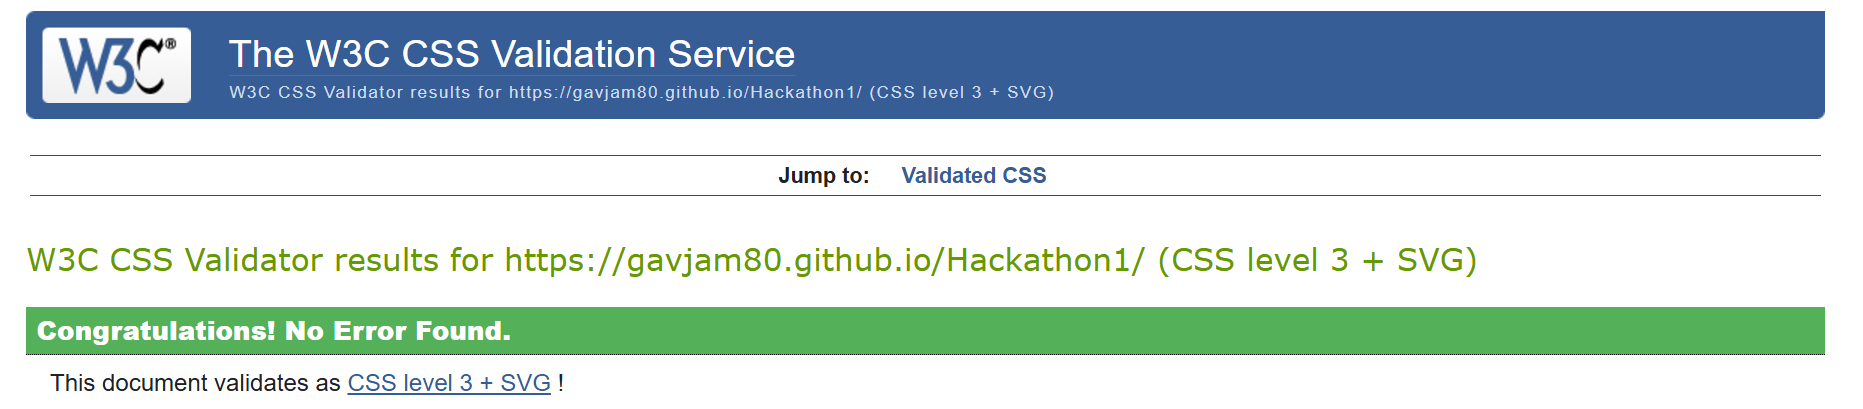 W3C®
The W3C CSS Validation Service
W3C CSS Validator results for https://gavjam80.github.io/Hackathon1/ (CSS level 3 + SVG)
Jump to: Validated CSS
W3C CSS Validator results for https://gavjam80.github.io/Hackathon1/ (CSS level 3 + SVG)
Congratulations! No Error Found.
This document validates as CSS level 3 + SVG !